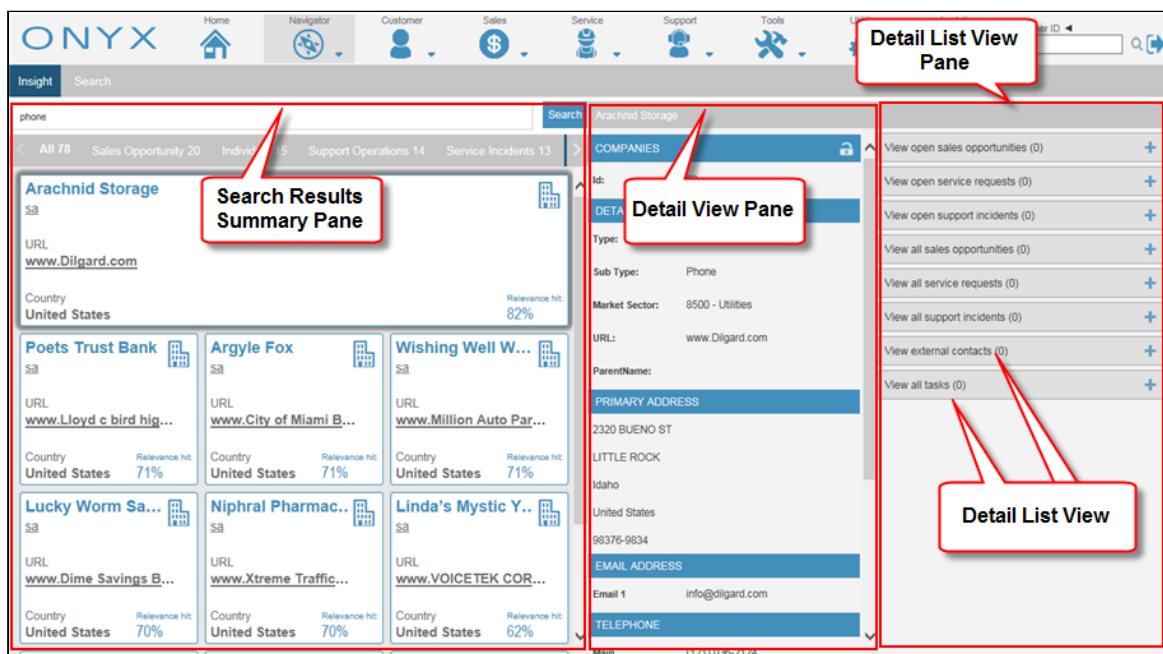 ONYX
Home
Navigator
Customer
Sales
Service
Support
Tools
er ID
Detail List View
Pane
Insight
Search
phone
Search
All 78
Sales Opportunity 20
Support Operations 14
Service Incidents 13
Search Results
Summary Pane
Arachnid Storage
sa
URL
www.Dilgard.com
Country
United States
Relevance hit:
82%
Poets Trust Bank
sa
URL
www.Lloyd c bird hig...
Country
United States
Relevance hit:
71%
Argyle Fox
sa
URL
www.City of Miami B...
Country
United States
Relevance hit:
71%
Wishing Well W...
sa
URL
www.Million Auto Par...
Country
United States
Relevance hit:
71%
Lucky Worm Sa...
sa
URL
www.Dime Savings B...
Country
United States
Relevance hit:
70%
Niphral Pharmac..
sa
URL
www.Xtreme Traffic...
Country
United States
Relevance hit:
70%
Linda's Mystic Y..
sa
URL
www.VOICETEK COR...
Country
United States
Relevance hit:
62%
Arachnid Storage
COMPANIES
Id:
Detail View Pane
DETA
Type:
Sub Type: Phone
Market Sector: 8500 - Utilities
URL: www.Dilgard.com
ParentName:
PRIMARY ADDRESS
2320 BUENO ST
LITTLE ROCK
Idaho
United States
98376-9834
EMAIL ADDRESS
Email 1 info@dilgard.com
TELEPHONE
Main
View open sales opportunities (0)
View open service requests (0)
View open support incidents (0)
View all sales opportunities (0)
View all service requests (0)
View all support incidents (0)
View external contacts (0)
View all tasks (0)
Detail List View